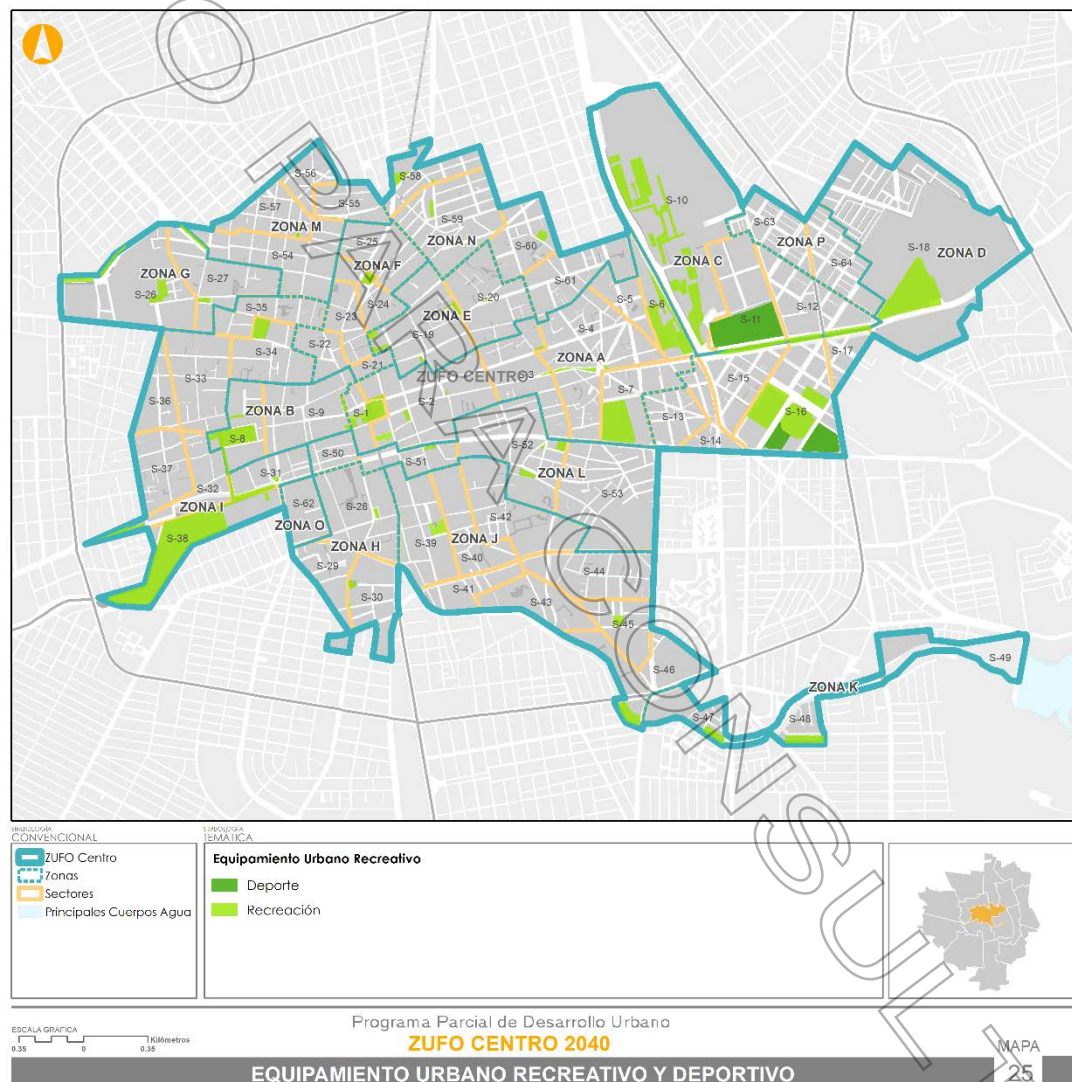 S-56
S-58
S-57
S-55
S-59
S-10
ZONA M
S-63
S-25
ZONA N
S-60
ZONA P
S-54
ZONA G
ZONA F
S-61
ZONA C
S-64
S-18
ZONA D
S-27
S-26
S-24
S-20
S-5
S-6
S-12
S-35
S-23
ZONA E
S-11
S-22
S-19
S-4
S-34
S-21
ZONA A
S-17
S-33
ZUFO CENTRO
S-3
S-15
S-36
ZONA B
S-9
S-1
S-2
S-7
S-13
S-16
S-8
S-14
S-50
S-51
S-52
S-37
S-31
ZONA L
S-32
S-62
S-28
S-53
ZONA I
ZONA O
S-42
S-38
ZONA H
S-39
ZONA J
S-29
S-40
S-44
S-30
S-41
S-43
S-45
S-46
S-49
ZONA K
S-47
S-48
O PARA CONSULT
SIMBOLOGÍA
CONVENCIONAL
ZUFO Centro
Zonas
Sectores
Principales Cuerpos Agua
SIMBOLOGÍA
TEMÁTICA
Equipamiento Urbano Recreativo
Deporte
Recreación
ESCALA GRÁFICA
Kilómetros
0.35 0 0.35
Programa Parcial de Desarrollo Urbano
ZUFO CENTRO 2040
MAPA
EQUIPAMIENTO URBANO RECREATIVO Y DEPORTIVO
25